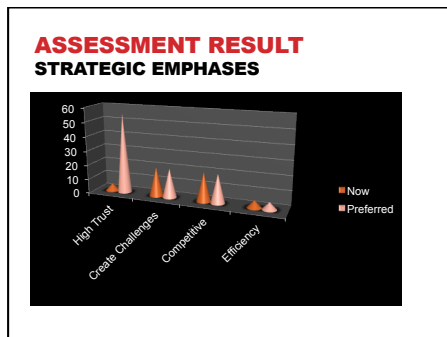 ASSESSMENT RESULT
STRATEGIC EMPHASES
60
50
40
30
20
10
0
High Trust
Create Challenges
Competitive
Efficiency
Now
Preferred